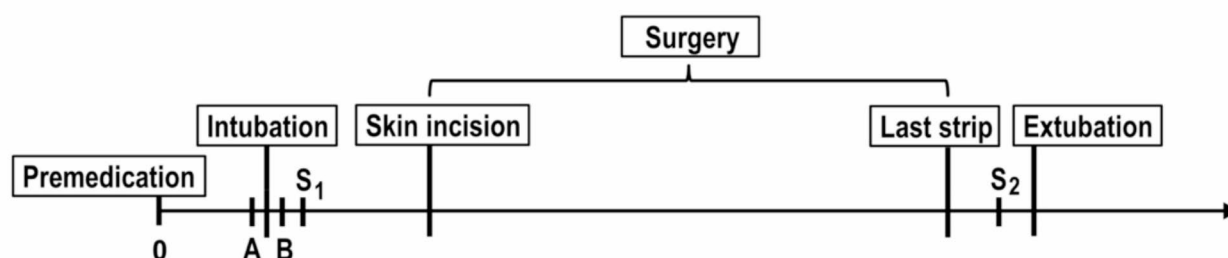 Surgery
Intubation
Skin incision
Last strip
Extubation
Premedication
S1
S2
0
A
B